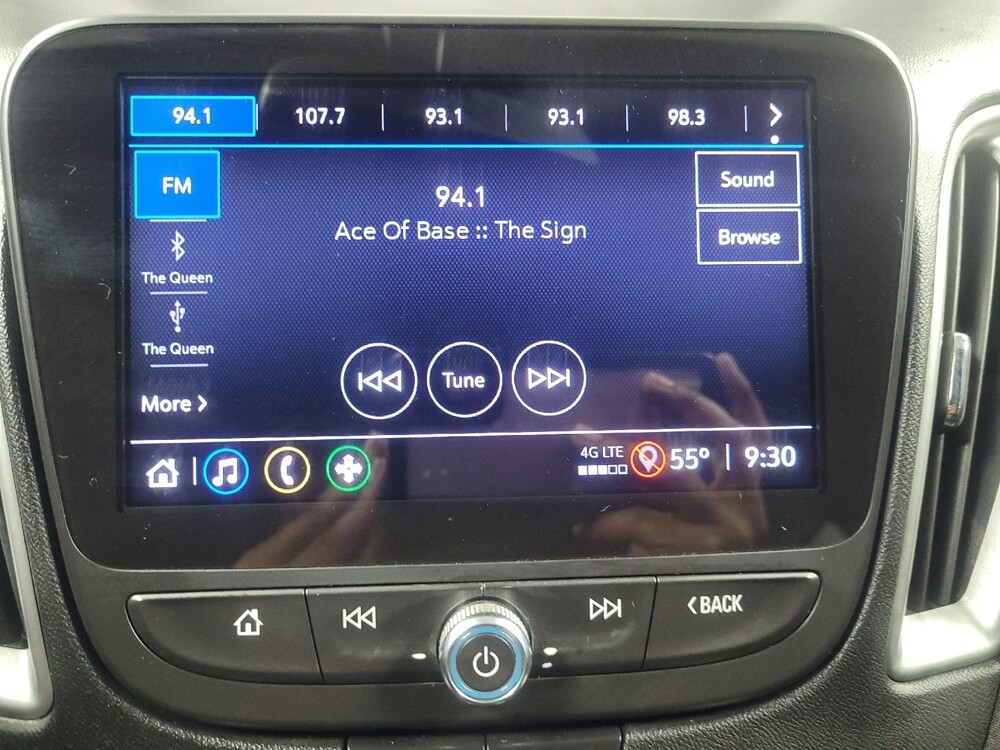 94.1 107.7 93.1 93.1 98.3
FM
94.1
Ace Of Base :: The Sign
Sound
Browse
The Queen
The Queen
More
Tune
4G LTE
55° 9:30
BACK